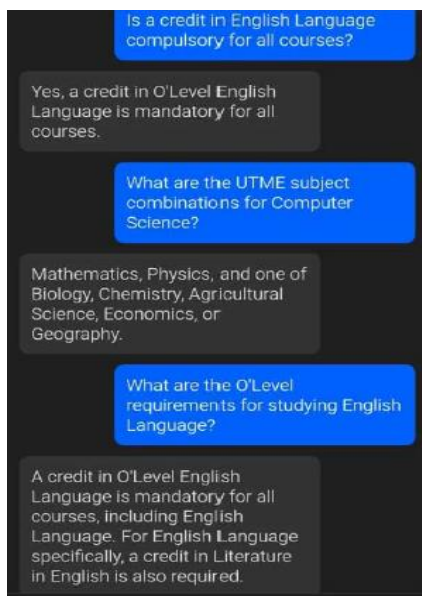 Is a credit in English Language
compulsory for all courses?
Yes, a credit in O'Level English
Language is mandatory for all
courses.
What are the UTME subject
combinations for Computer
Science?
Mathematics, Physics, and one of
Biology, Chemistry, Agricultural
Science, Economics, or
Geography.
What are the O'Level
requirements for studying English
Language?
A credit in O'Level English
Language is mandatory for all
courses, including English
Language. For English Language
specifically, a credit in Literature
in English is also required.